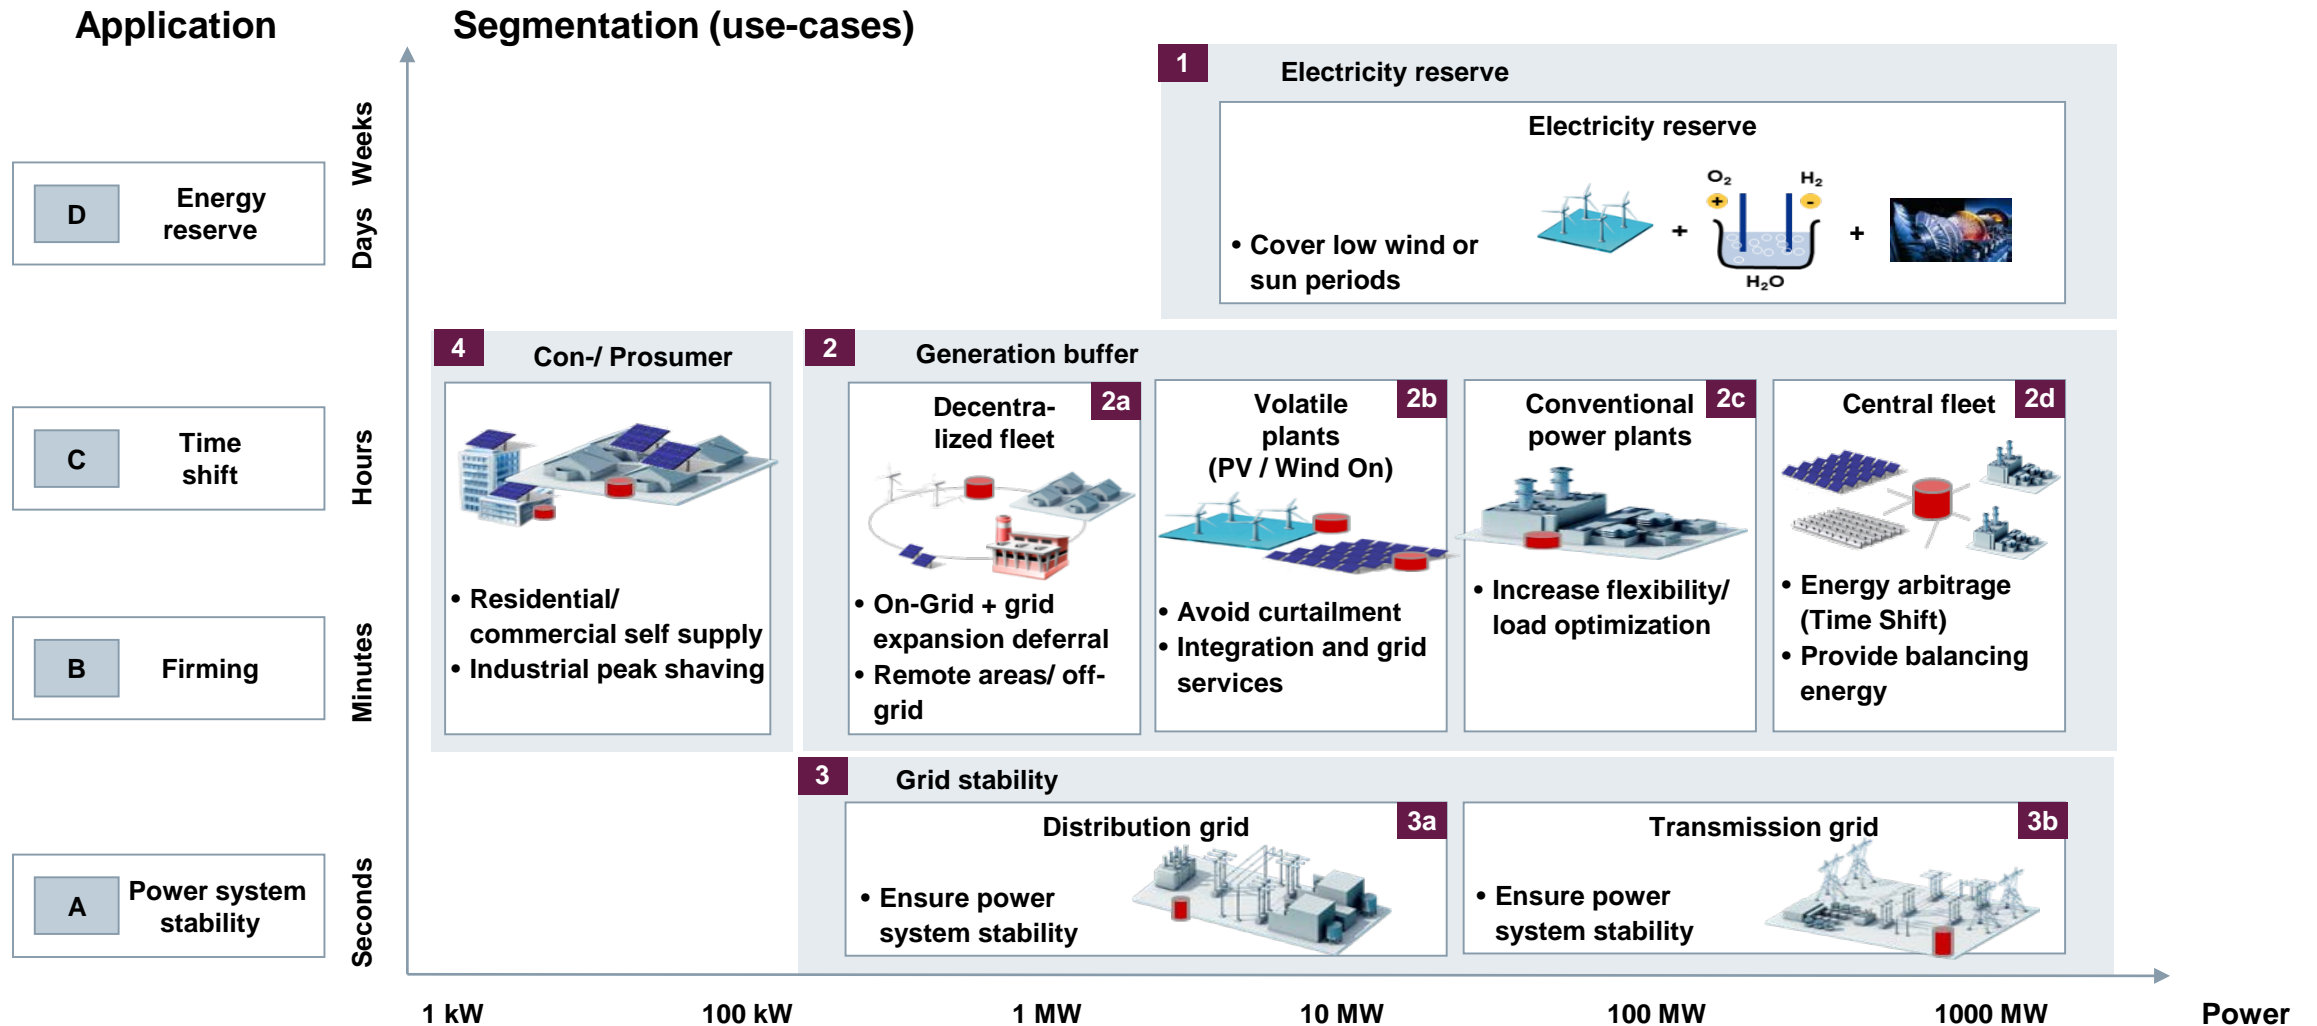 Application
Segmentation (use-cases)
1
Electricity reserve
Electricity reserve
O₂
H₂
+
-
+
+
H₂O
• Cover low wind or
sun periods
Weeks
Days
D
Energy
reserve
4
Con-/ Prosumer
• Residential/
commercial self supply
• Industrial peak shaving
2
Generation buffer
Decentra-
lized fleet
2a
• On-Grid + grid
expansion deferral
• Remote areas/ off-
grid
Volatile
plants
(PV / Wind On)
2b
• Avoid curtailment
• Integration and grid
services
Conventional
power plants
2c
• Increase flexibility/
load optimization
Central fleet
2d
• Energy arbitrage
(Time Shift)
• Provide balancing
energy
C
Time
shift
Hours
B
Firming
Minutes
3
Grid stability
Distribution grid
3a
• Ensure power
system stability
Transmission grid
3b
• Ensure power
system stability
A
Power system
stability
Seconds
1 kW
100 kW
1 MW
10 MW
100 MW
1000 MW
Power